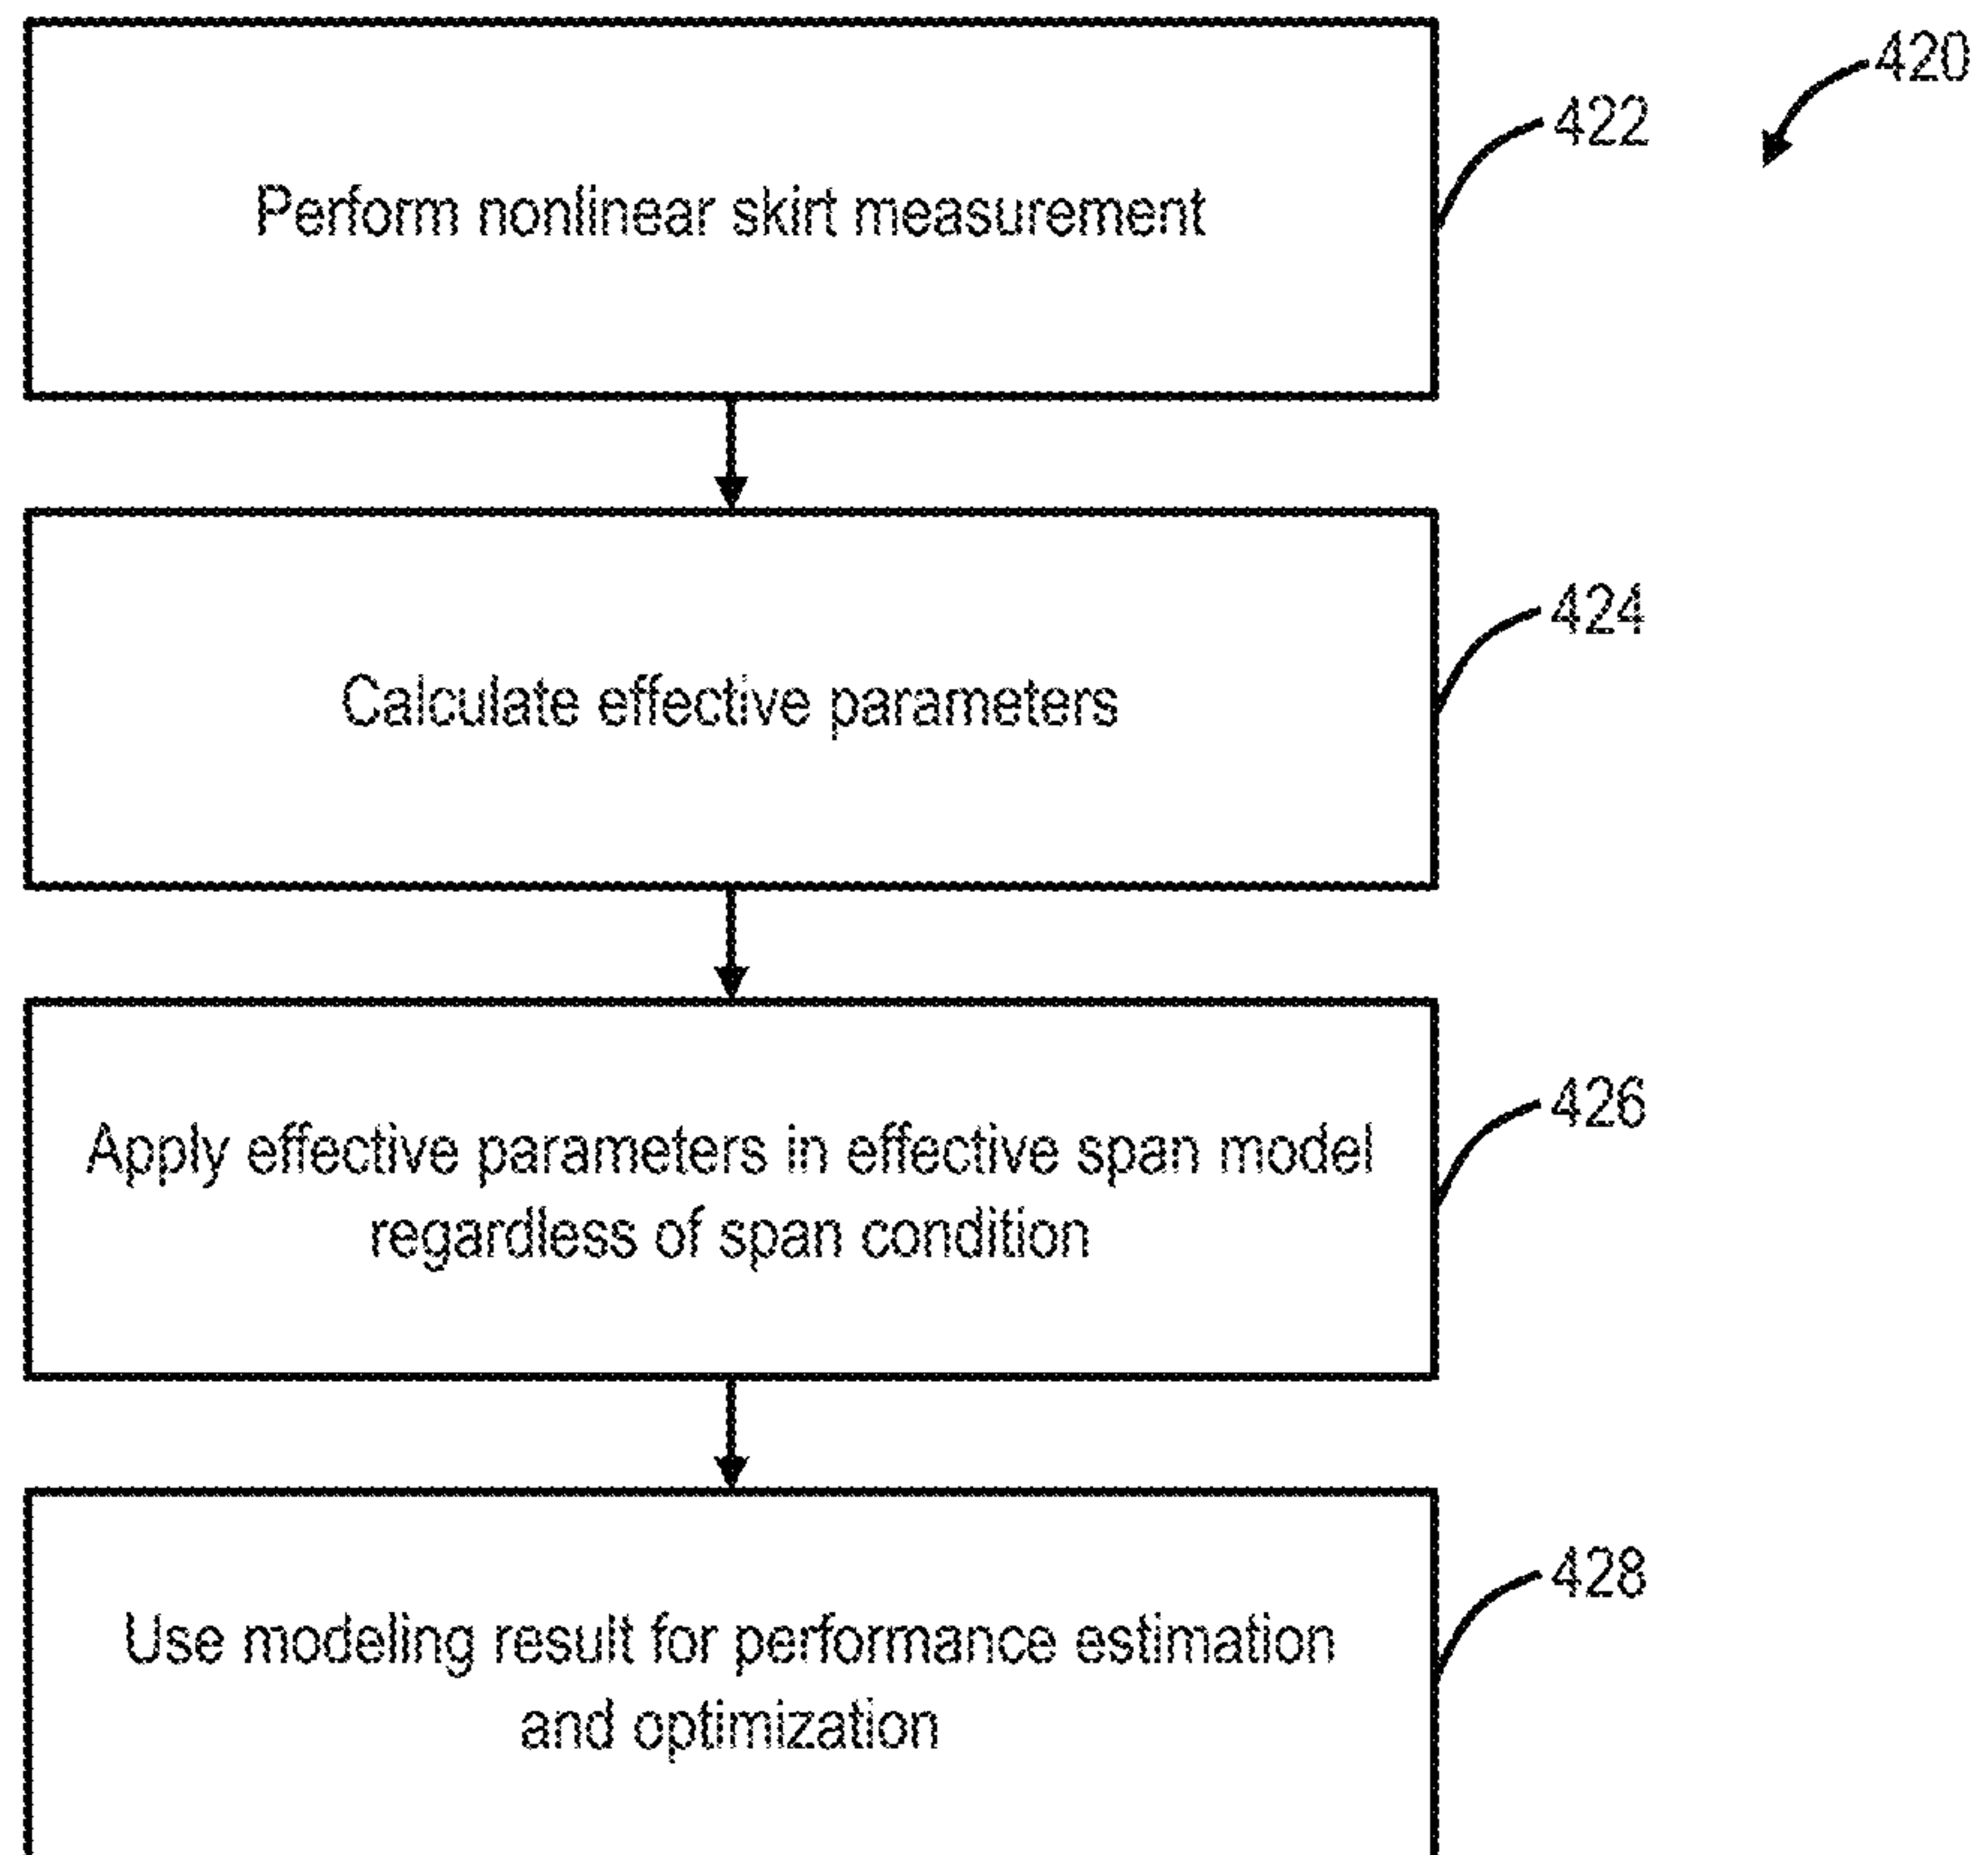 420
422
Perform nonlinear skirt measurement
424
Calculate effective parameters
426
Apply effective parameters in effective span model
regardless of span condition
428
Use modeling result for performance estimation
and optimization